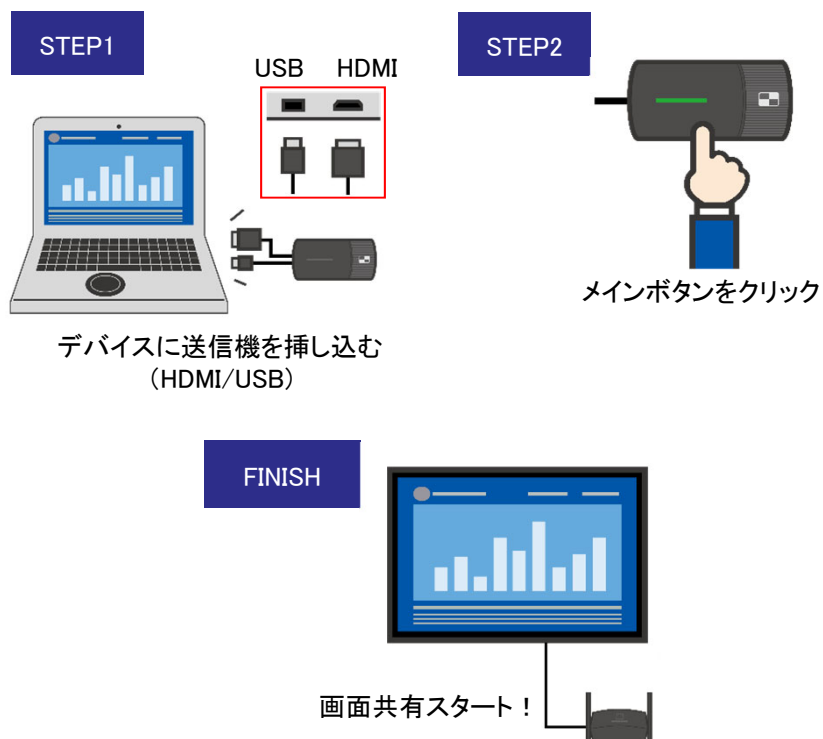 STEP1
USB HDMI
デバイスに送信機を挿し込む
（HDMI/USB）
STEP2
メインボタンをクリック
FINISH
画面共有スタート！